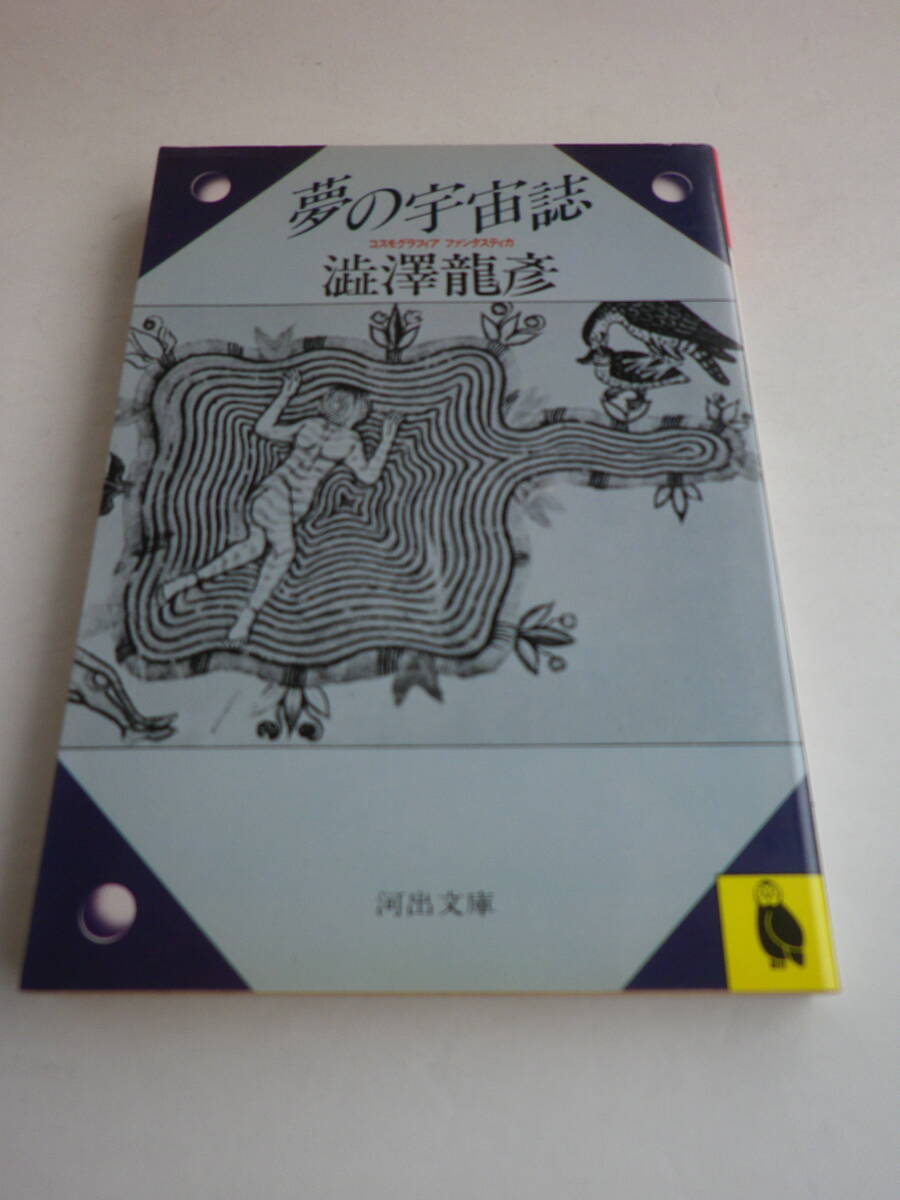 夢の宇宙誌
コスモグラフィア ファンタスティカ
澁澤龍彦
河出文庫